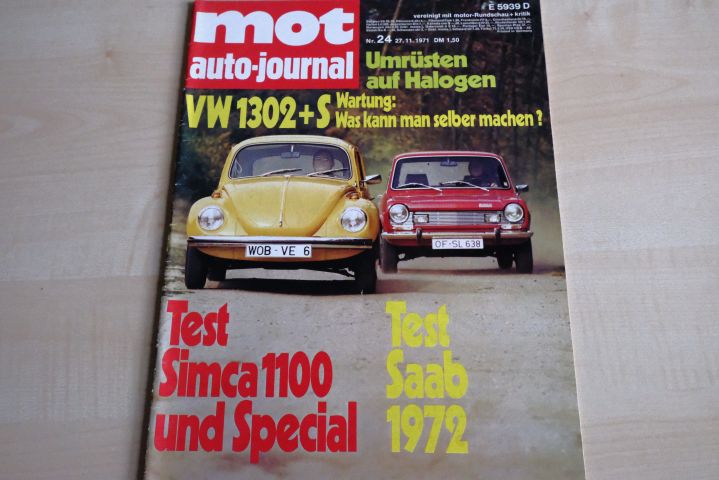 mot
auto-journal
E 5939 D
vereinigt mit motor-Rundschau + kritik
Nr. 24 27.11.1971 DM 1,50
Umrüsten
auf Halogen
VW 1302+S
Wartung:
Was kann man selber machen?
WOB-VE 6
OF-SL 638
Test
Simca 1100
und Special
Test
Saab
1972